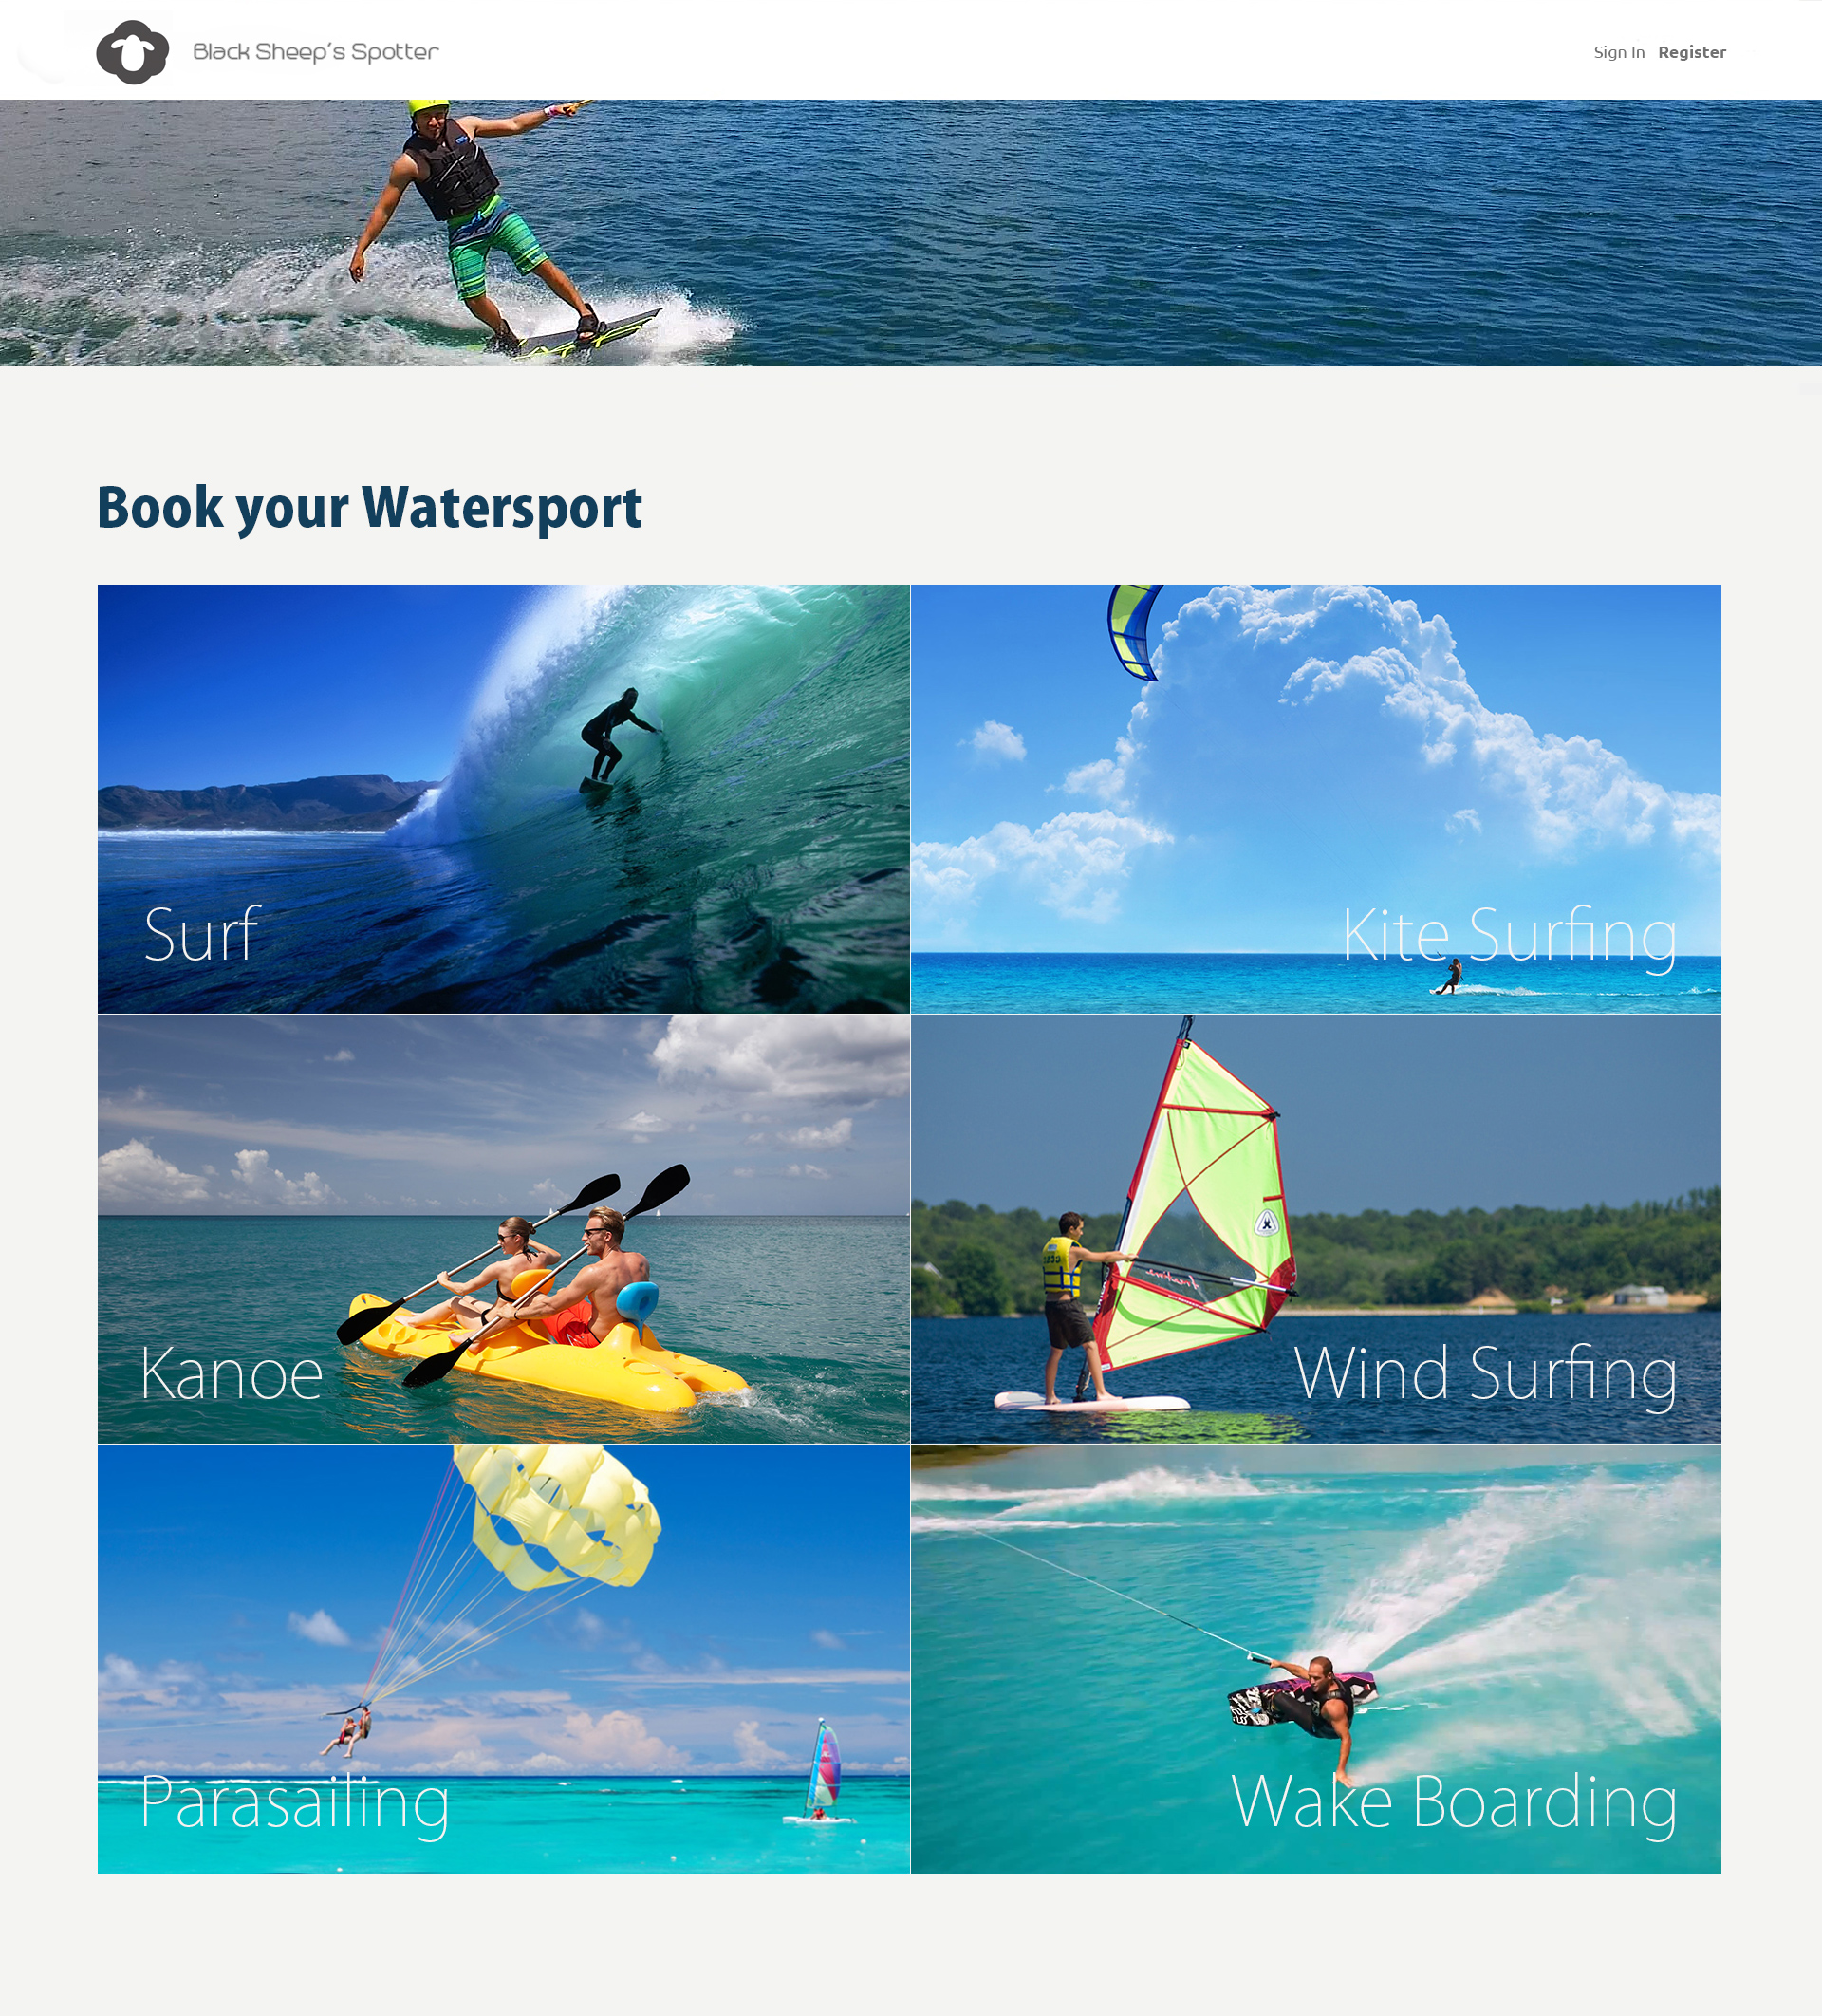 Black Sheep's Spotter
Sign In Register
Book your Watersport
Surf
Kite Surfing
Kanoe
Wind Surfing
Parasailing
Wake Boarding